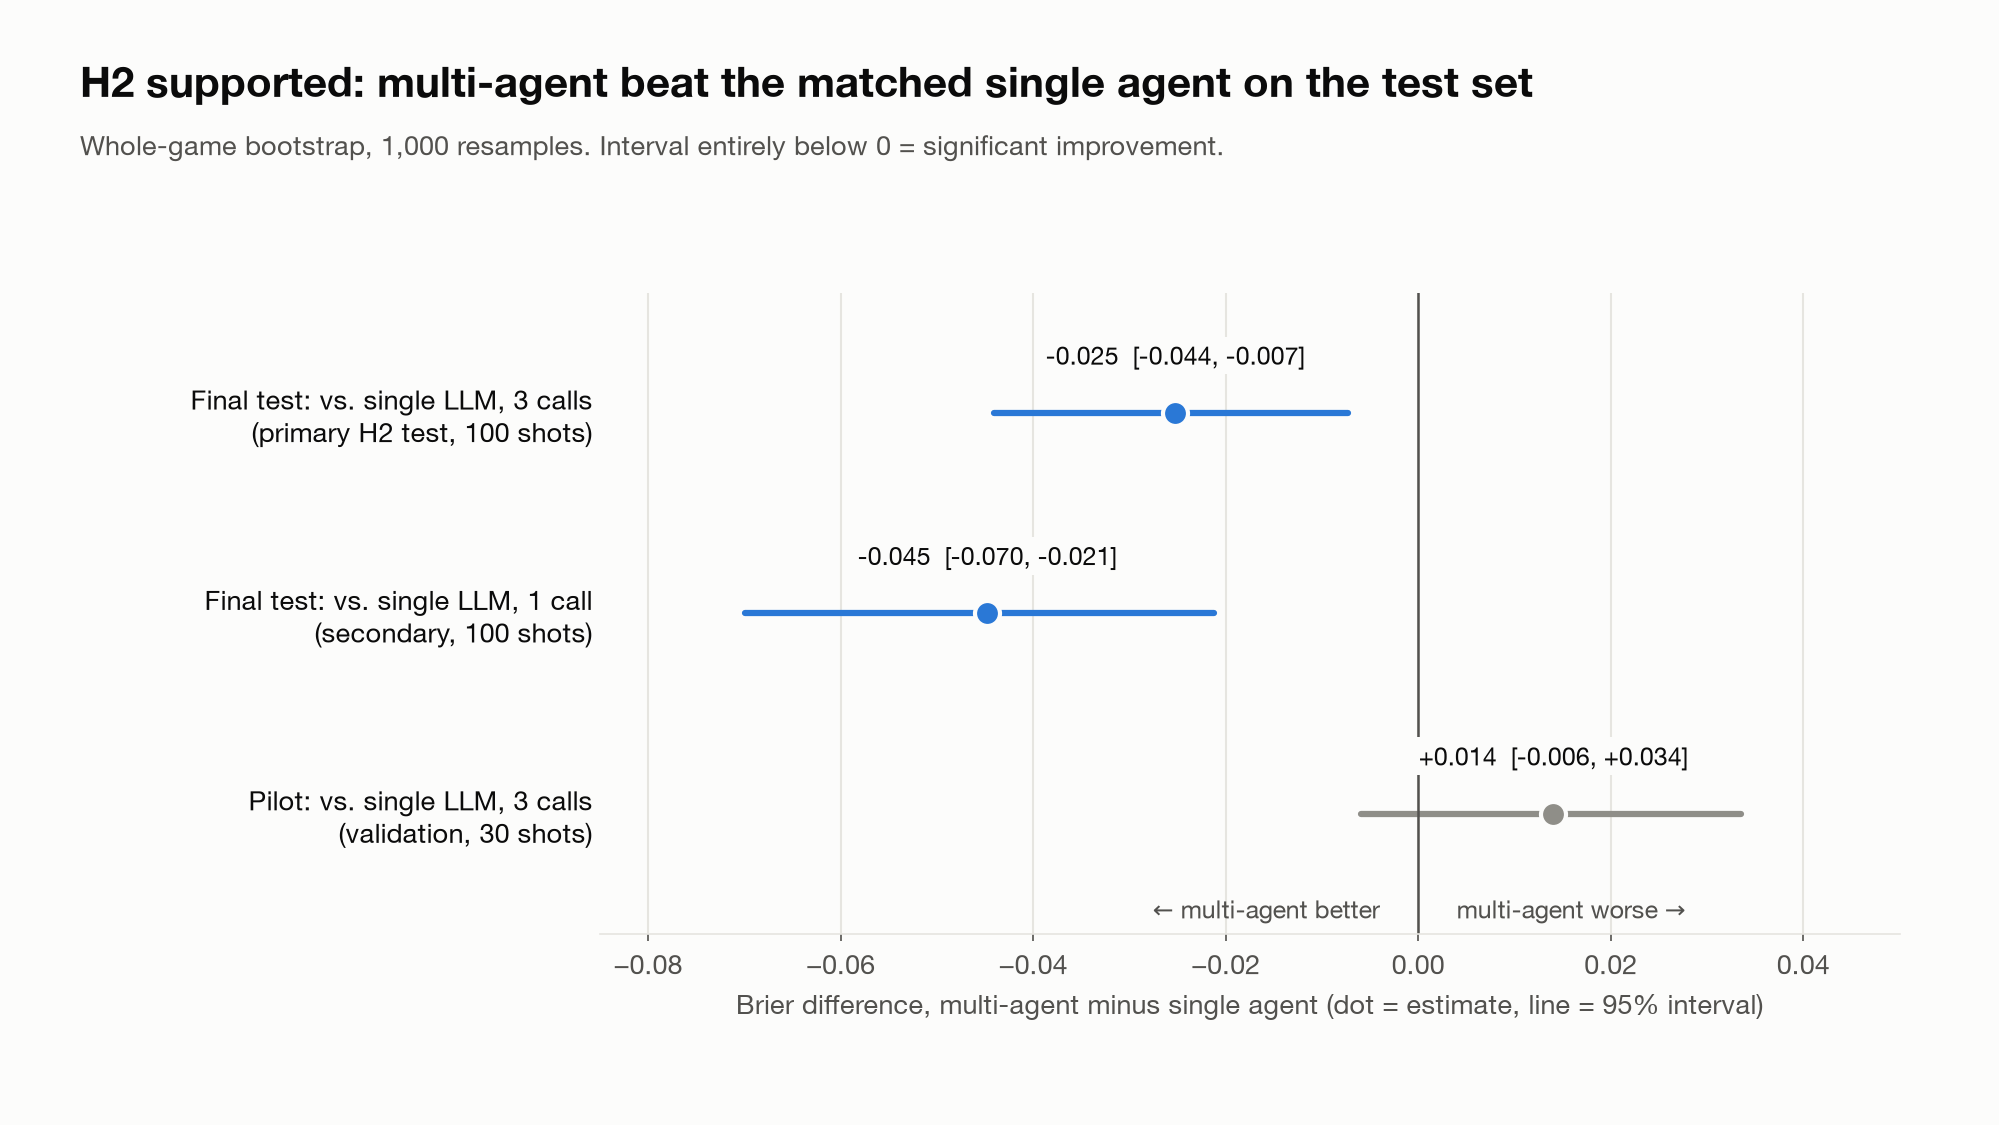 H2 supported: multi-agent beat the matched single agent on the test set
Whole-game bootstrap, 1,000 resamples. Interval entirely below 0 = significant improvement.
-0.025  [-0.044, -0.007]
Final test: vs. single LLM, 3 calls
(primary H2 test, 100 shots)
-0.045  [-0.070, -0.021]
Final test: vs. single LLM, 1 call
(secondary, 100 shots)
+0.014  [-0.006, +0.034]
Pilot: vs. single LLM, 3 calls
(validation, 30 shots)
← multi-agent better    multi-agent worse →
−0.08    −0.06    −0.04    −0.02    0.00    0.02    0.04
Brier difference, multi-agent minus single agent (dot = estimate, line = 95% interval)